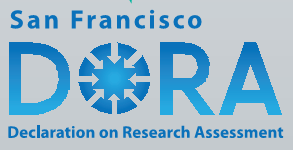 San Francisco
DORA
Declaration on Research Assessment